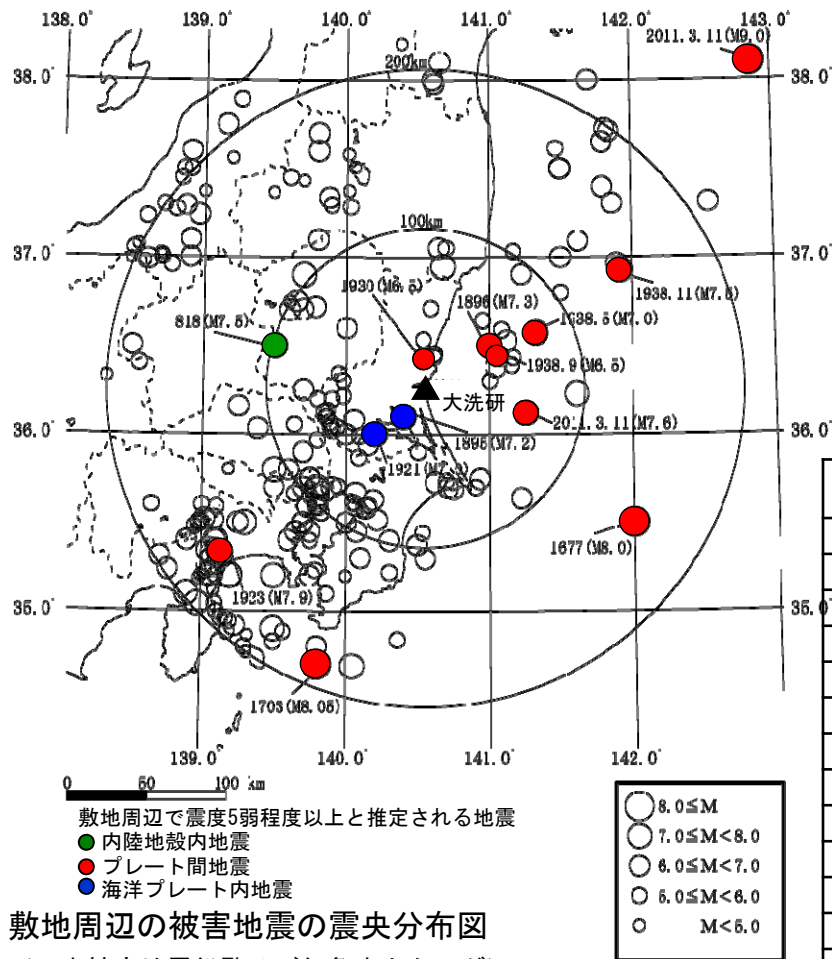 138.0° 139.0° 140.0° 141.0° 142.0° 143.0°
2011.3.11(M9.0)
38.0°
200km
37.0°
100km
1930(M6.5)
1896(M7.3)
1938.11(M7.5)
818(M7.5)
1938.5(M7.0)
1938.9(M6.5)
大洗研
2011.3.11(M7.6)
36.0°
1895(M7.2)
1921(M7.0)
1677(M8.0)
1923(M7.9)
35.0°
1703(M8.05)
139.0° 140.0° 141.0° 142.0°
0 50 100 km
敷地周辺で震度5弱程度以上と推定される地震
内陸地殻内地震
プレート間地震
海洋プレート内地震
8.0≦M
7.0≦M<8.0
6.0≦M<7.0
5.0≦M<6.0
M<5.0
敷地周辺の被害地震の震央分布図